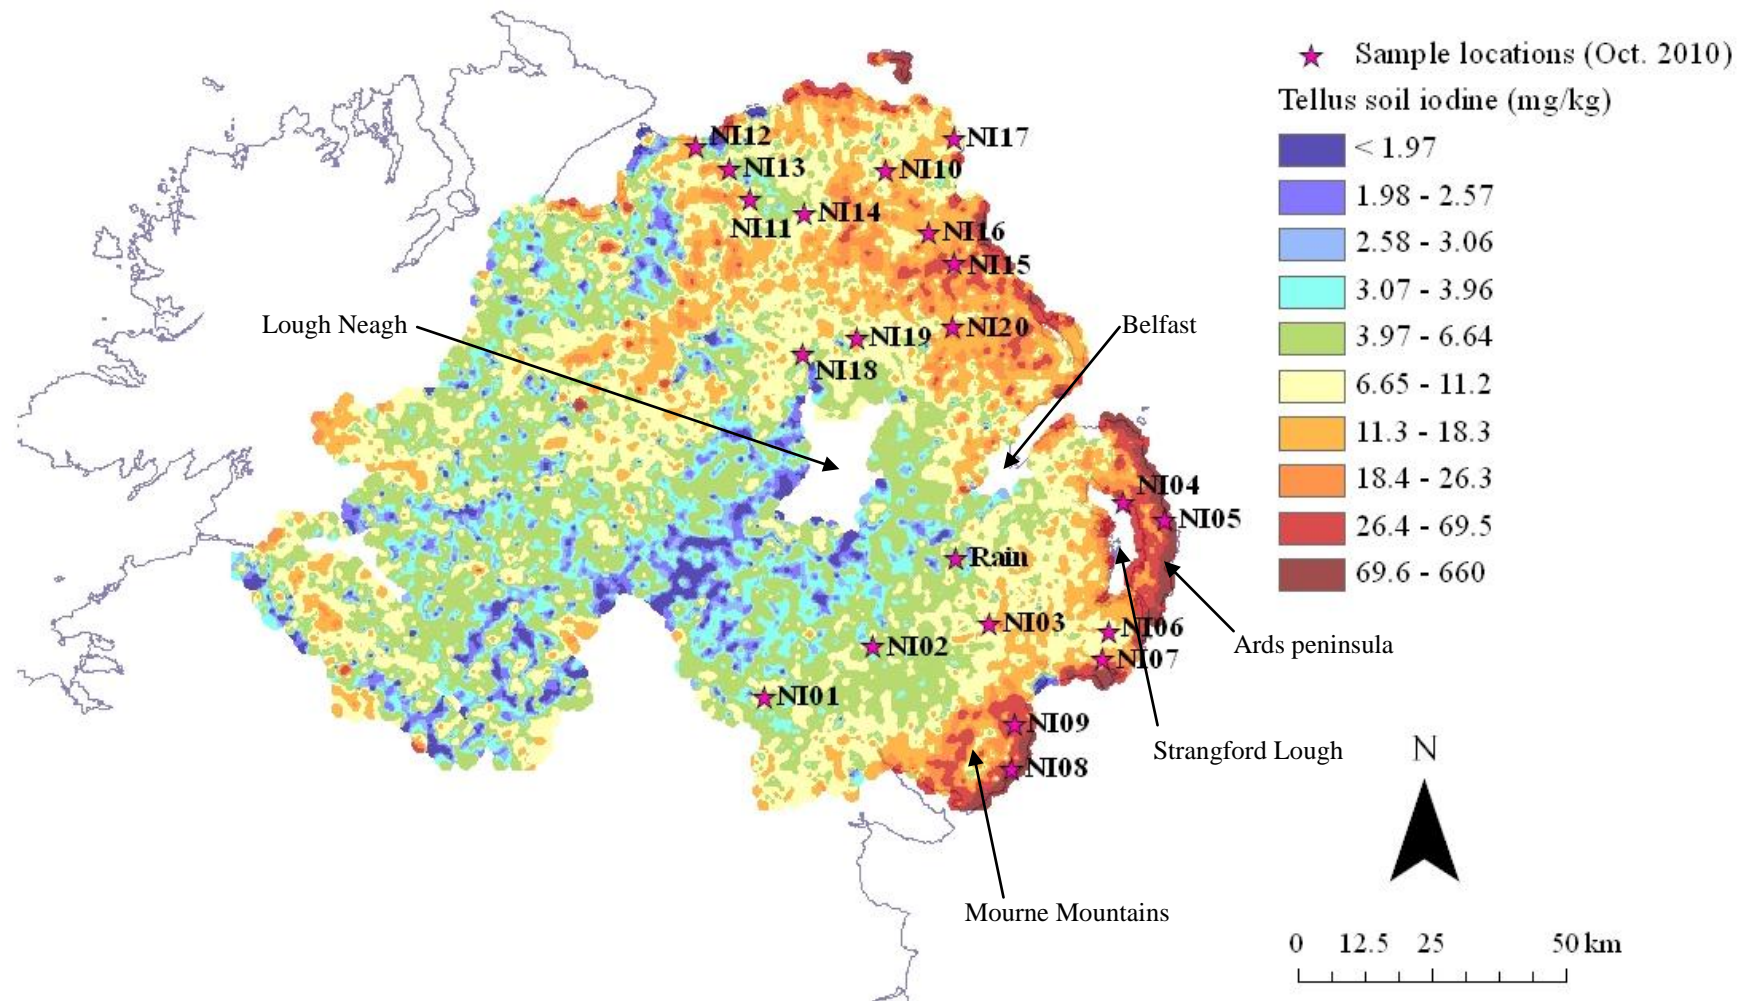 Sample locations (Oct. 2010)
Tellus soil iodine (mg/kg)
< 1.97
1.98 - 2.57
2.58 - 3.06
3.07 - 3.96
3.97 - 6.64
6.65 - 11.2
11.3 - 18.3
18.4 - 26.3
26.4 - 69.5
69.6 - 660
NI12
NI17
NI13
NI10
NI11
NI14
NI16
NI15
Lough Neagh
NI20
Belfast
NI19
NI18
NI04
NI05
Rain
NI03
NI06
Ards peninsula
NI02
NI07
NI01
NI09
Strangford Lough
NI08
Mourne Mountains
N
0 12.5 25 50 km